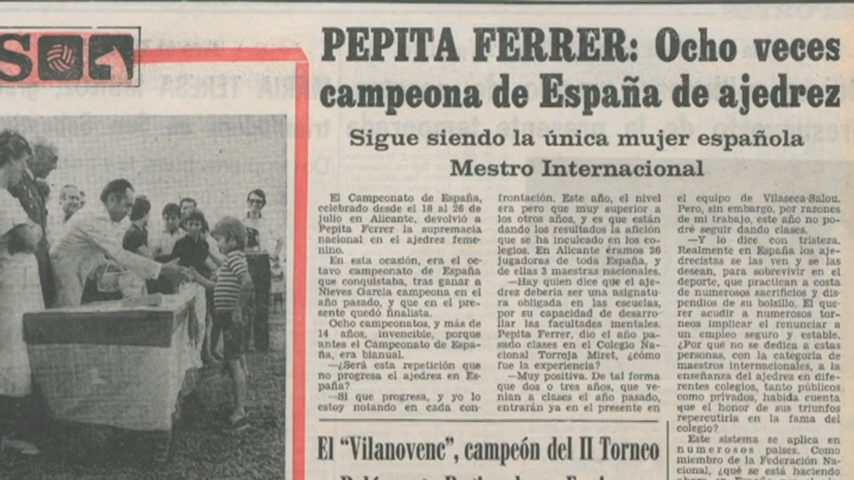 PEPITA FERRER: Ocho veces
campeona de España de ajedrez
Sigue siendo la única mujer española
Mestro Internacional
El Campeonato de España,
celebrado desde el 18 al 26 de
julio en Alicante, devolvió a
Pepita Ferrer la supremacia
nacional en el ajedrez feme-
nino.
En esta ocasión, era el oc-
tavo campeonato de España
que conquistaba, tras ganar a
Nieves García campeona en el
año pasado, y que en el pre-
sente quedó finalista.
Ocho campeonatos, y más de
14 años, invencible, porque
antes el Campeonato de Espa-
ña, era bianual.
—¿Será esta repetición que
no progresa el ajedrez en Es-
paña?
—Si que progresa, y yo lo
estoy notando en cada con-
frontación. Este año, el nivel
era pero que muy superior a
los otros años, y es que están
dando los resultados la afición
que se ha inculcado en los co-
legios. En Alicante éramos 26
jugadoras de toda España, y
de ellas 3 maestras nacionales.
—Hay quien dice que el aje-
drez debería ser una asignatu-
ra obligada en las escuelas,
por su capacidad de desarro-
llar las facultades mentales.
Pepita Ferrer, dio el año pa-
sado clases en el Colegio Na-
cional Torroja Miret, ¿cómo
fue la experiencia?
—Muy positiva. De tal forma
que dos o tres años, que ve-
nían a clases el año pasado,
entrarán ya en el presente en
el equipo de Vilaseca-Salou.
Pero, sin embargo, por razones
de mi trabajo, este año no po-
dré seguir dando clases.
—Y lo dice con tristeza.
Realmente en España los aje-
drecistas se las ven y se las
desean, para sobrevivir en el
deporte, que practican a costa
de numerosos sacrificios y dis-
pendios de su bolsillo. El que-
rer acudir a numerosos tor-
neos implicar el renunciar a
un empleo seguro y estable.
¿Por qué no se dedica a estas
personas, con la categoría de
maestros internacionales, a la
enseñanza del ajedrez en dife-
rentes colegios, tanto públicos
como privados, habida cuenta
que el honor de sus triunfos
repercutiría en la fama del
colegio?
Este sistema se aplica en
numerosos países. Como
miembro de la Federación Na-
cional, ¿qué se está haciendo
El "Vilanovenc", campeón del II Torneo